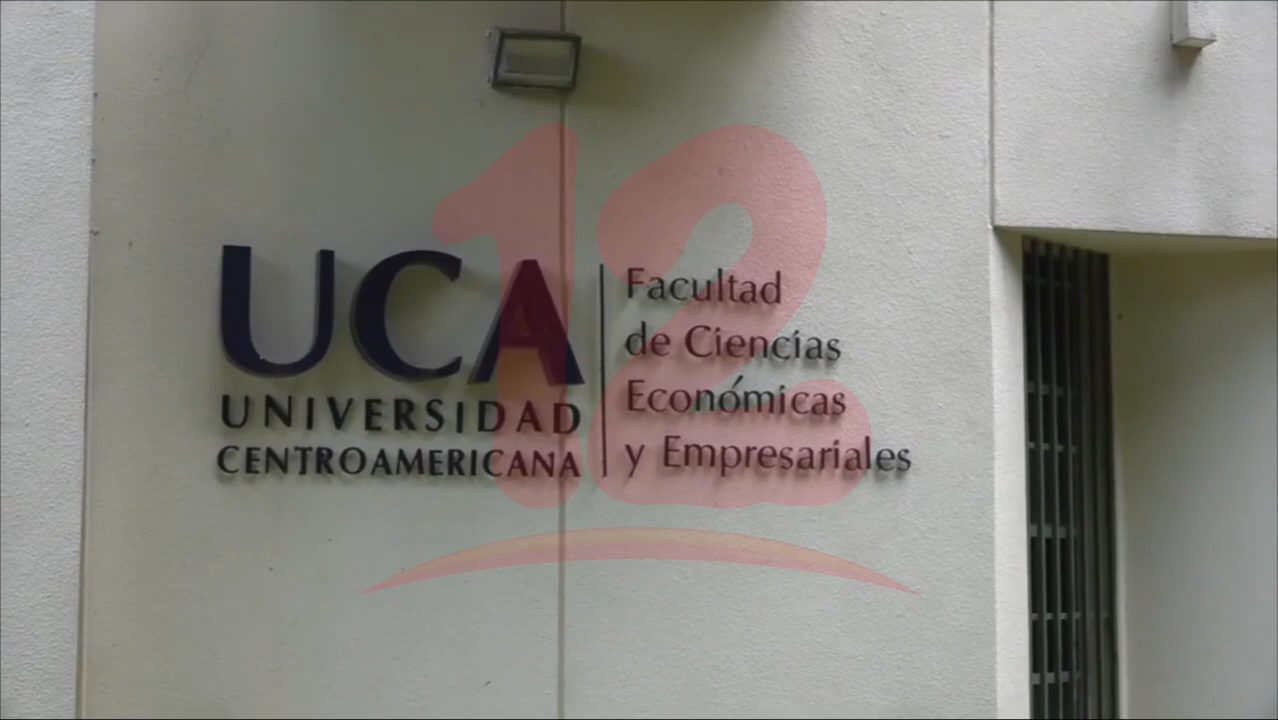 UCA
UNIVERSIDAD
CENTROAMERICANA
Facultad
de Ciencias
Económicas
y Empresariales
12